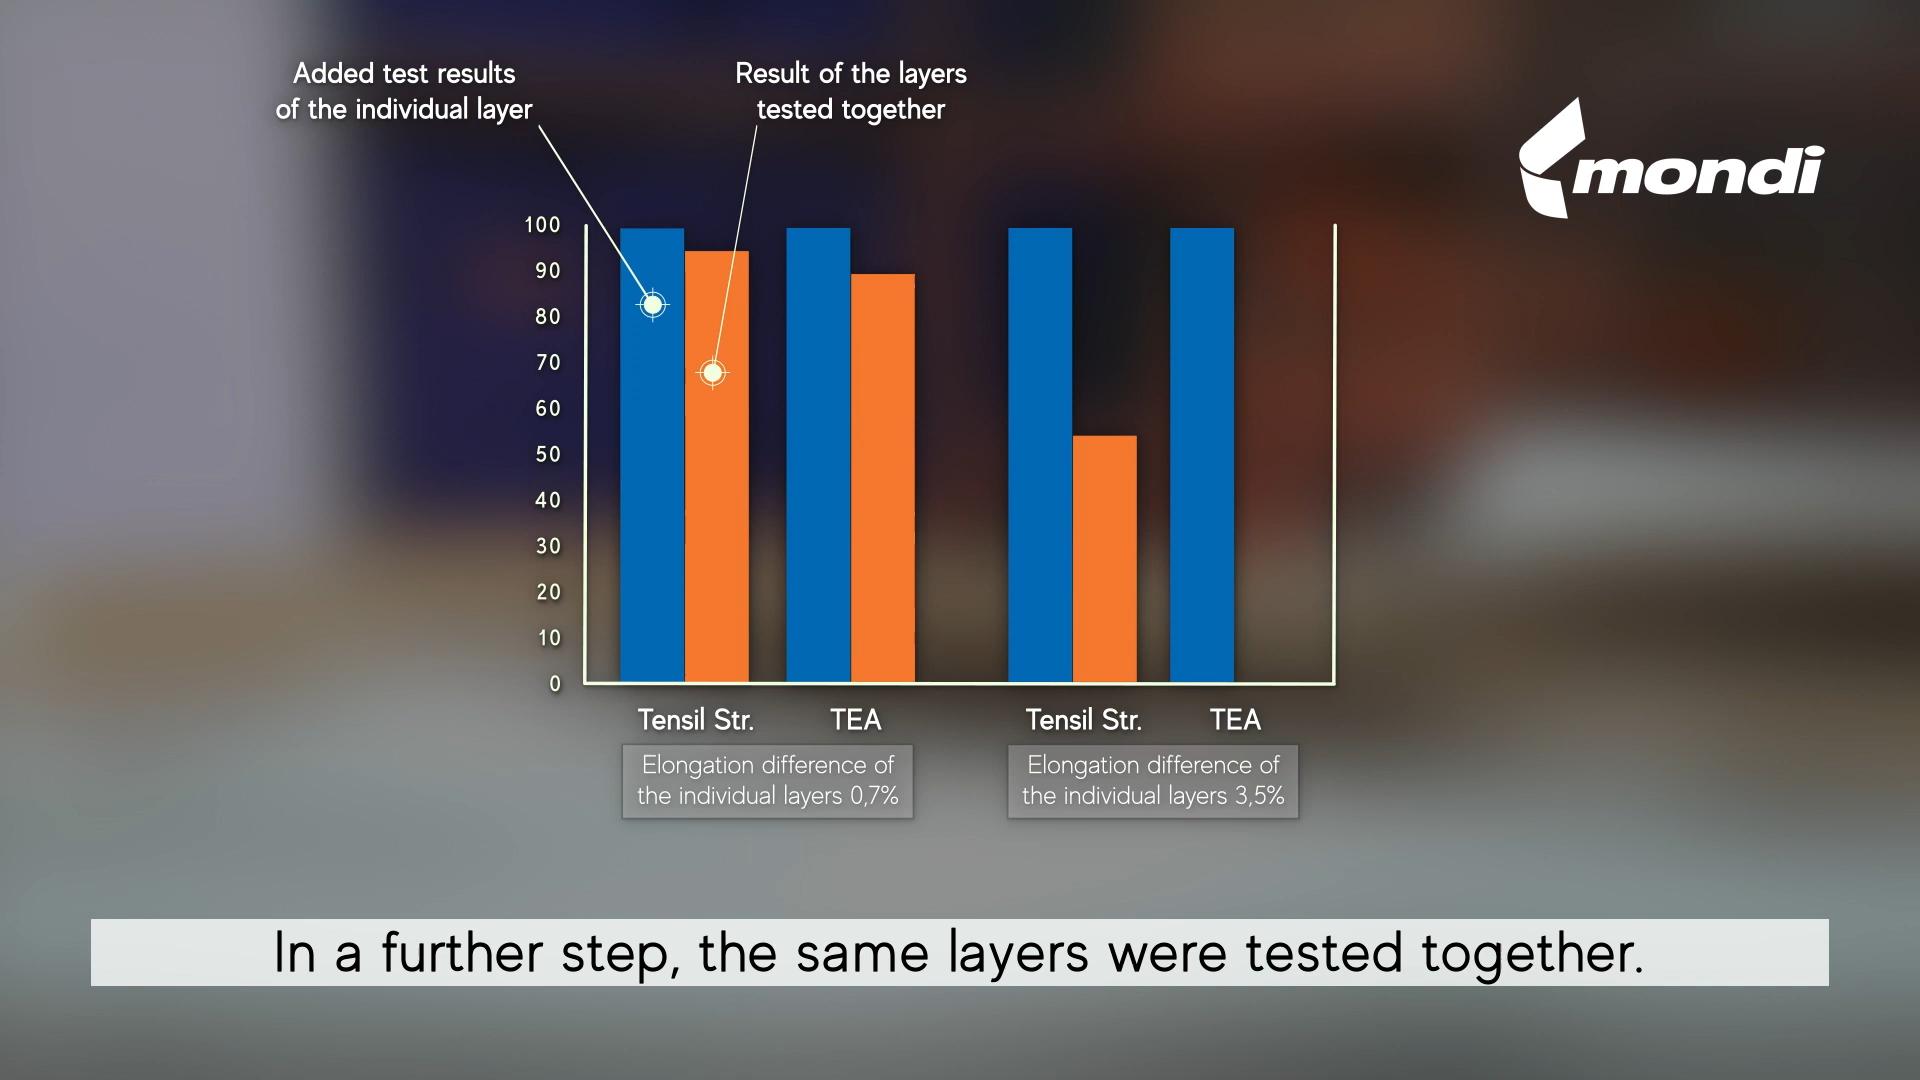 Added test results
of the individual layer
Result of the layers
tested together
mondi
100
90
80
70
60
50
40
30
20
10
0
Tensil Str.
TEA
Tensil Str.
TEA
Elongation difference of
the individual layers 0,7%
Elongation difference of
the individual layers 3,5%
In a further step, the same layers were tested together.